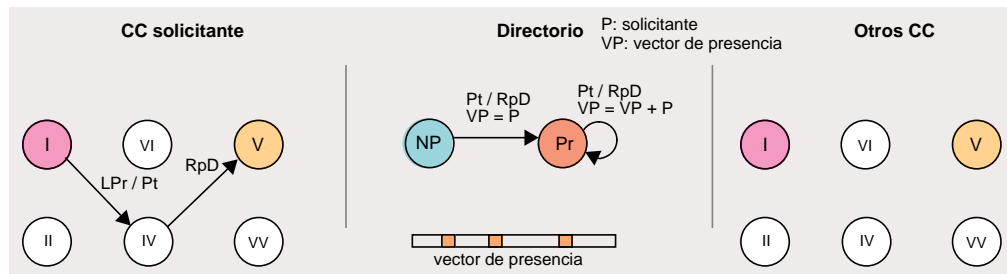 CC solicitante
Directorio
P: solicitante
VP: vector de presencia
Otros CC
I
VI
V
LPr / Pt
RpD
II
IV
VV
NP
Pt / RpD
VP = P
Pr
Pt / RpD
VP = VP + P
vector de presencia
I
VI
V
II
IV
VV